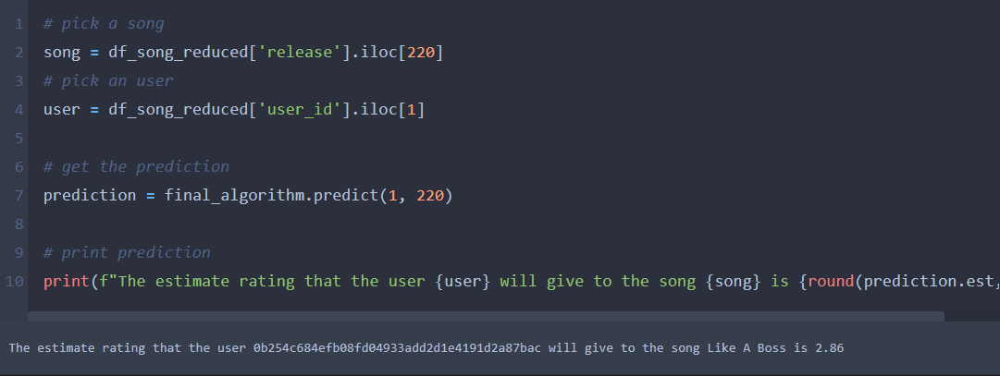 1 # pick a song
2 song = df_song_reduced['release'].iloc[220]
3 # pick an user
4 user = df_song_reduced['user_id'].iloc[1]
5
6 # get the prediction
7 prediction = final_algorithm.predict(1, 220)
8
9 # print prediction
10 print(f"The estimate rating that the user {user} will give to the song {song} is {round(prediction.est,
The estimate rating that the user 0b254c684efb08fd04933add2d1e4191d2a87bac will give to the song Like A Boss is 2.86